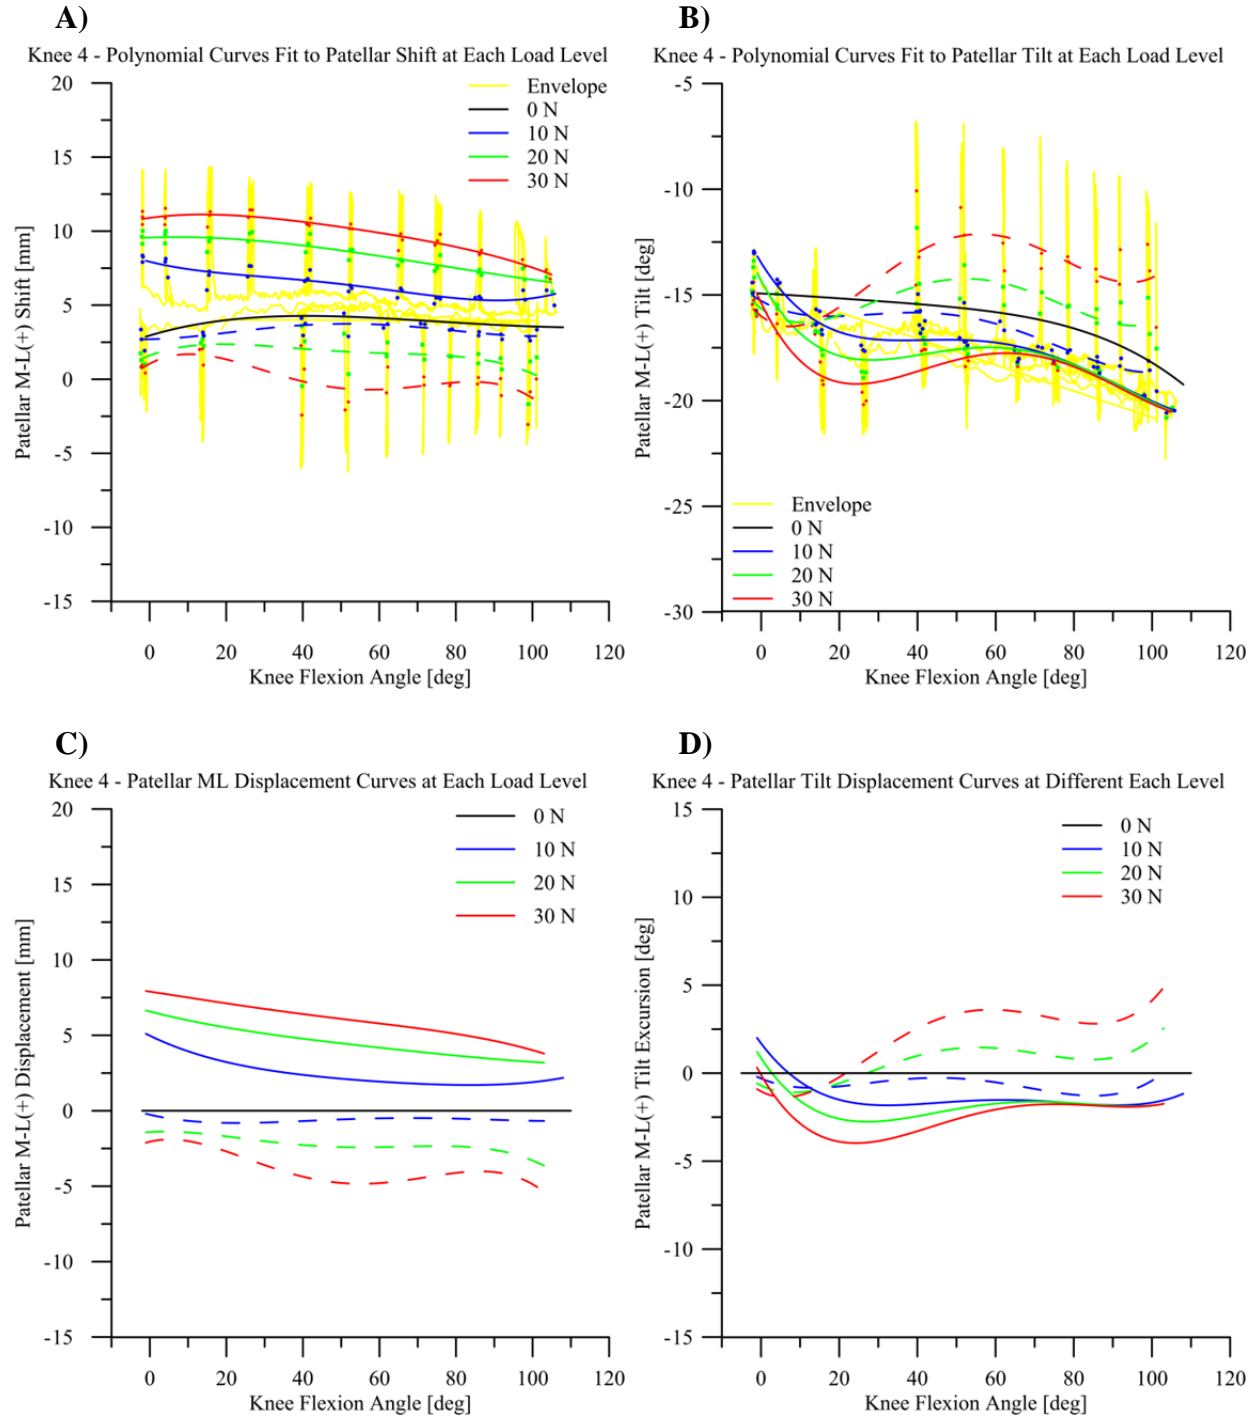 A)
Knee 4 - Polynomial Curves Fit to Patellar Shift at Each Load Level
Patellar M-L(+) Shift [mm]
20
15
10
5
0
-5
-10
-15
Envelope
0 N
10 N
20 N
30 N
0 20 40 60 80 100 120
Knee Flexion Angle [deg]
B)
Knee 4 - Polynomial Curves Fit to Patellar Tilt at Each Load Level
Patellar M-L(+) Tilt [deg]
-5
-10
-15
-20
-25
-30
Envelope
0 N
10 N
20 N
30 N
0 20 40 60 80 100 120
Knee Flexion Angle [deg]
C)
Knee 4 - Patellar ML Displacement Curves at Each Load Level
Patellar M-L(+) Displacement [mm]
20
15
10
5
0
-5
-10
-15
0 N
10 N
20 N
30 N
0 20 40 60 80 100 120
Knee Flexion Angle [deg]
D)
Knee 4 - Patellar Tilt Displacement Curves at Different Each Level
Patellar M-L(+) Tilt Excursion [deg]
15
10
5
0
-5
-10
-15
0 N
10 N
20 N
30 N
0 20 40 60 80 100 120
Knee Flexion Angle [deg]